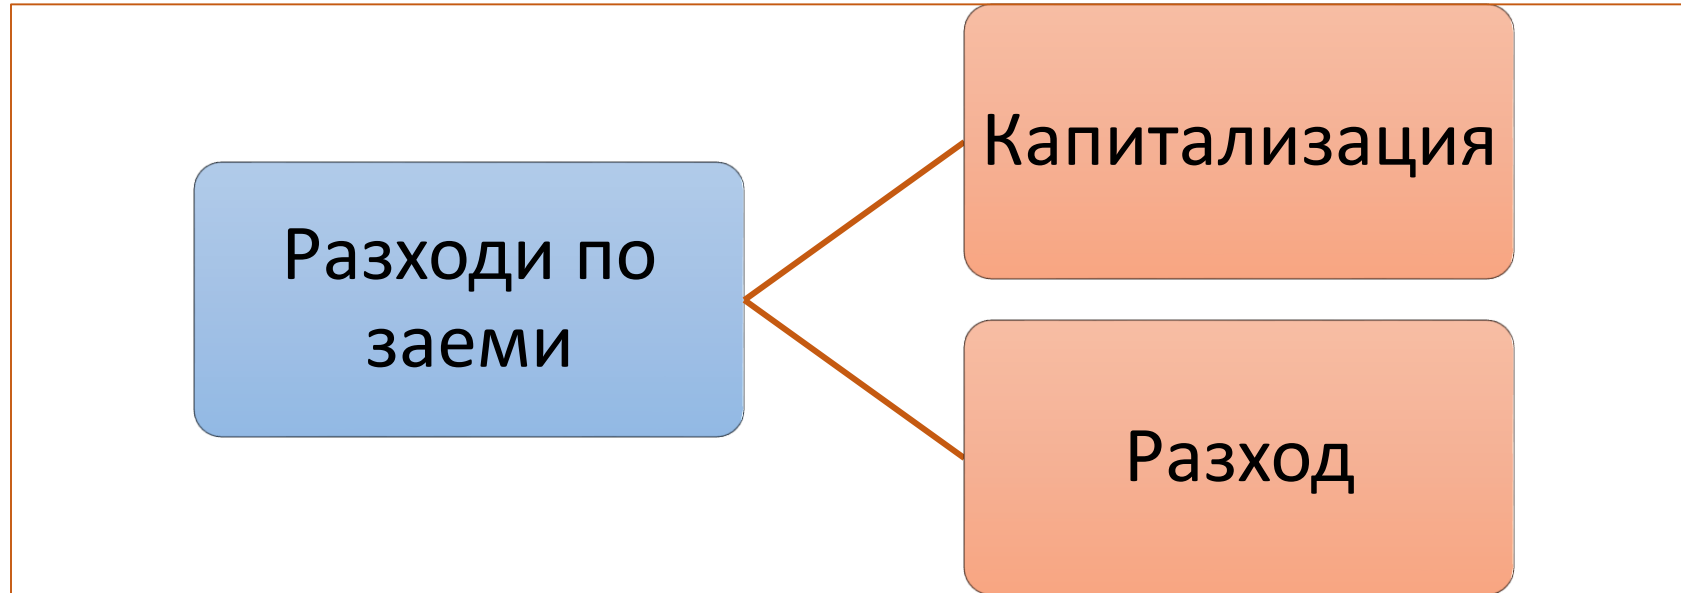 Капитализация
Разходи по
заеми
Разход